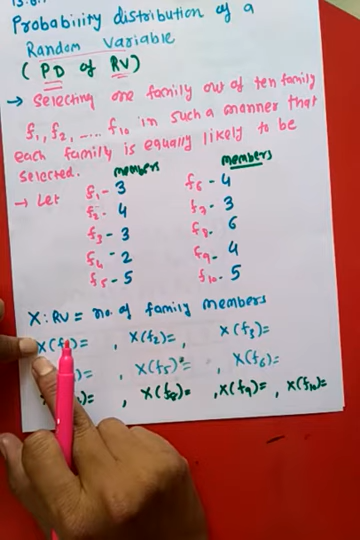 Probability distribution of a
Random Variable
( PD of RV)
→ Selecting one family out of ten family
f₁, f₂, .... f₁₀ in such a manner that
each family is equally likely to be
selected.
members members
→ Let f₁- 3 f₆- 4
f₂- 4 f₇- 3
f₃- 3 f₈- 6
f₄- 2 f₉- 4
f₅- 5 f₁₀- 5
X: RV = no. of family members
X(f₁)= , X(f₂)= , X(f₃)=
)= , X(f₅)= , X(f₆)=
)= , X(f₈)= , X(f₉)= , X(f₁₀)=